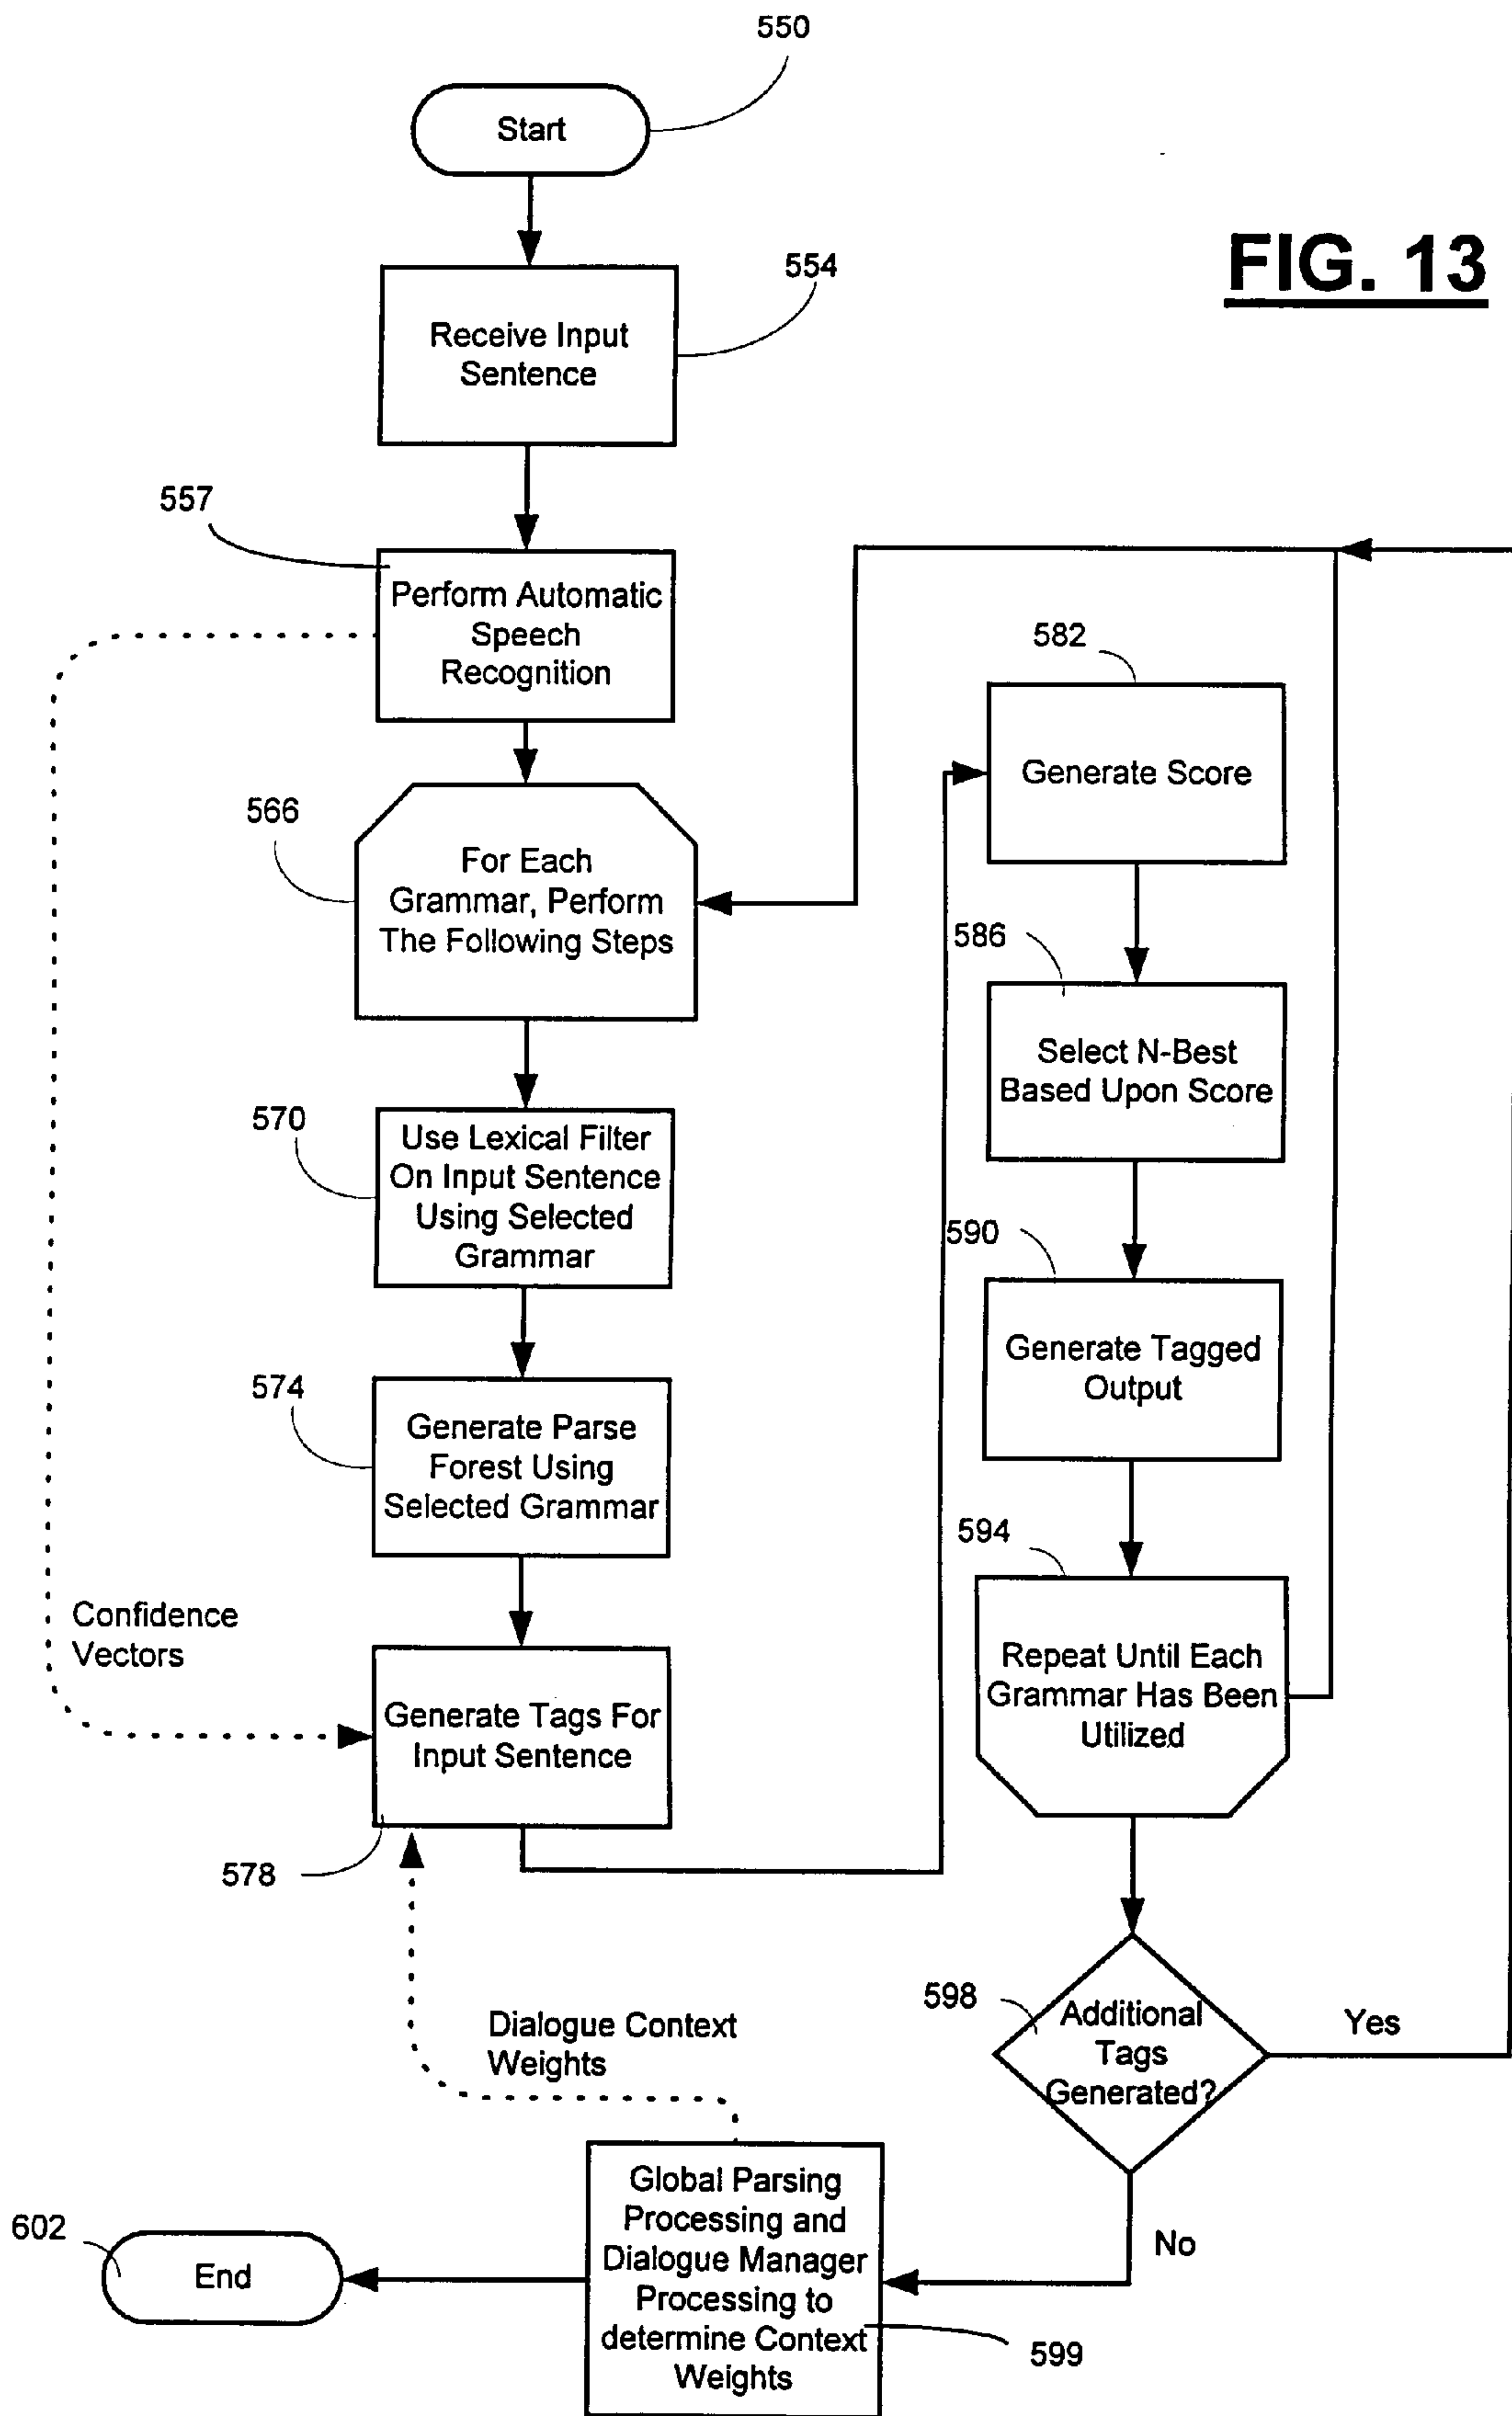 550
Start
FIG. 13
554
Receive Input
Sentence
557
Perform Automatic
Speech
Recognition
566
For Each
Grammar, Perform
The Following Steps
570
Use Lexical Filter
On Input Sentence
Using Selected
Grammar
574
Generate Parse
Forest Using
Selected Grammar
Confidence
Vectors
Generate Tags For
Input Sentence
578
582
Generate Score
586
Select N-Best
Based Upon Score
590
Generate Tagged
Output
594
Repeat Until Each
Grammar Has Been
Utilized
598
Additional
Tags
Generated?
Yes
No
Dialogue Context
Weights
Global Parsing
Processing and
Dialogue Manager
Processing to
determine Context
Weights
599
602
End